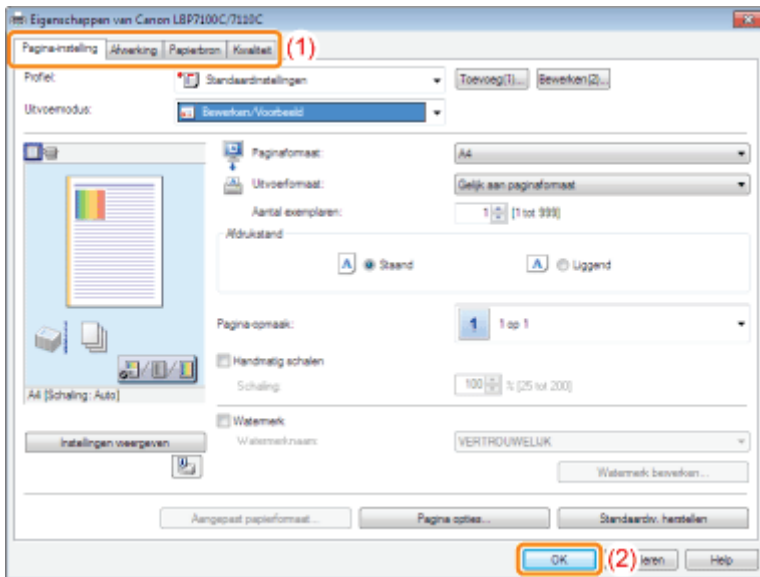 Eigenschappen van Canon LBP7100C/7110C
Pagina-instelling Afwerking Papierbron Kwaliteit (1)
Profiel: Standaardinstellingen Toevoeg(1)... Bewerken(2)...
Uitvoermodus: Bewerken/Voorbeeld
Paginaformaat: A4
Uitvoerformaat: Gelijk aan paginaformaat
Aantal exemplaren: 1 [1 tot 999]
Afdrukstand
A Staand A Liggend
Pagina-opmaak: 1 1 op 1
Handmatig schalen
Schaling: 100 % [25 tot 200]
A4 [Schaling: Auto]
Watermerk
Instellingen weergeven Watermerknaam: VERTROUWELIJK
Watermerk bewerken...
Aangepast papierformaat... Pagina opties... Standaardv. herstellen
OK (2) leren Help